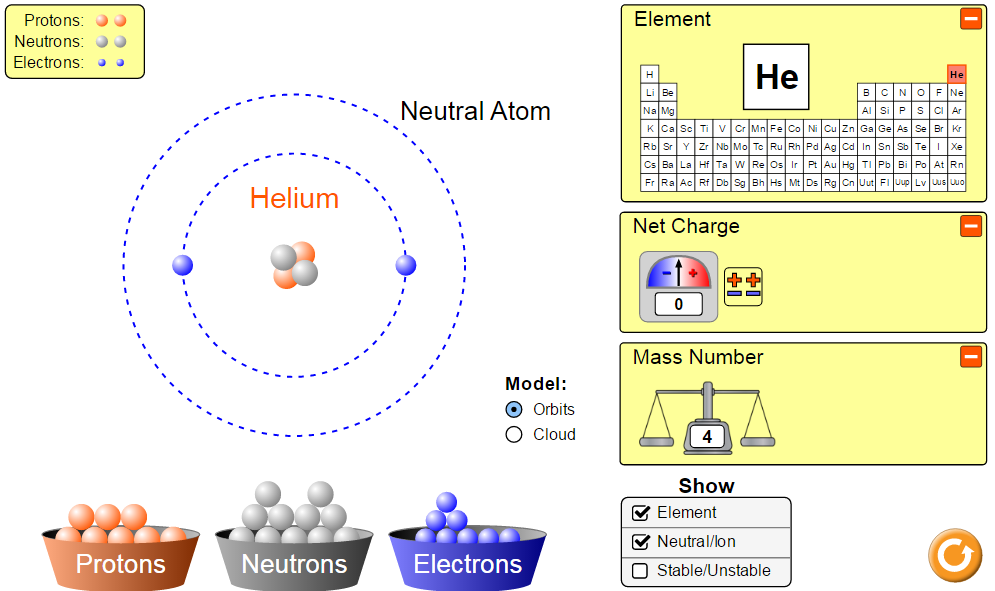 Protons:
Neutrons:
Electrons:
Neutral Atom
Helium
Model:
Orbits
Cloud
Protons
Neutrons
Electrons
Element
He
H He
Li Be B C N O F Ne
Na Mg Al Si P S Cl Ar
K Ca Sc Ti V Cr Mn Fe Co Ni Cu Zn Ga Ge As Se Br Kr
Rb Sr Y Zr Nb Mo Tc Ru Rh Pd Ag Cd In Sn Sb Te I Xe
Cs Ba La Hf Ta W Re Os Ir Pt Au Hg Tl Pb Bi Po At Rn
Fr Ra Ac Rf Db Sg Bh Hs Mt Ds Rg Cn Uut Fl Uup Lv Uus Uuo
Net Charge
- +
0
Mass Number
4
Show
Element
Neutral/Ion
Stable/Unstable